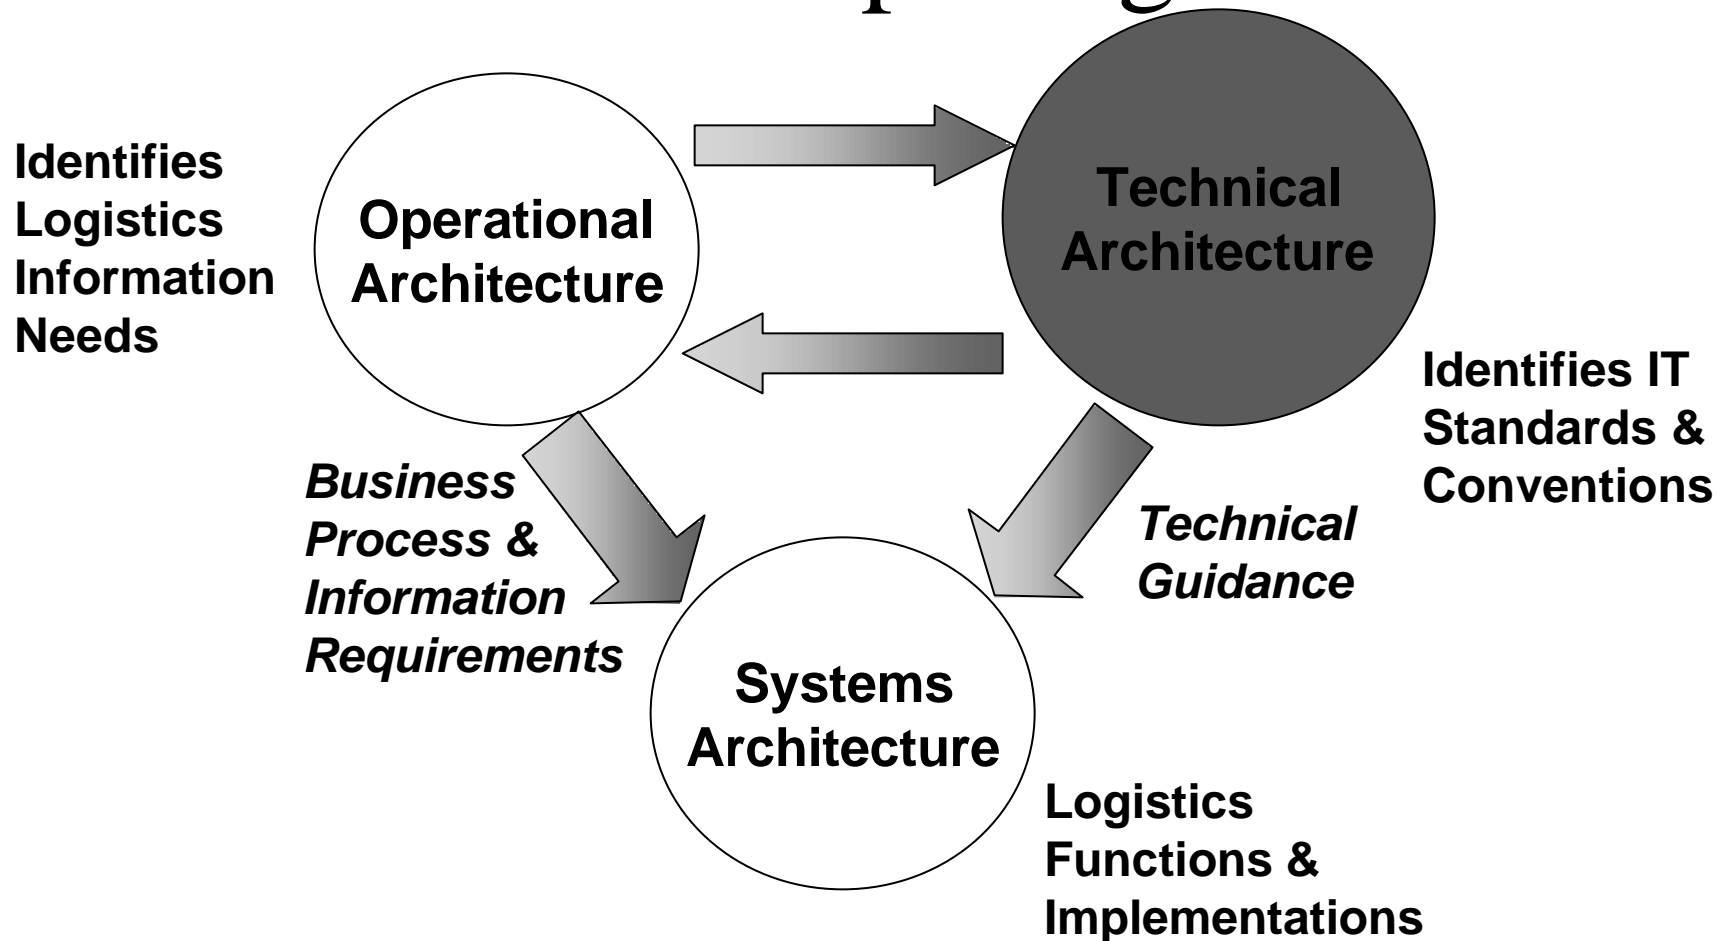 Identifies
Logistics
Information
Needs
Operational
Architecture
Technical
Architecture
Identifies IT
Standards &
Conventions
Business
Process &
Information
Requirements
Technical
Guidance
Systems
Architecture
Logistics
Functions &
Implementations